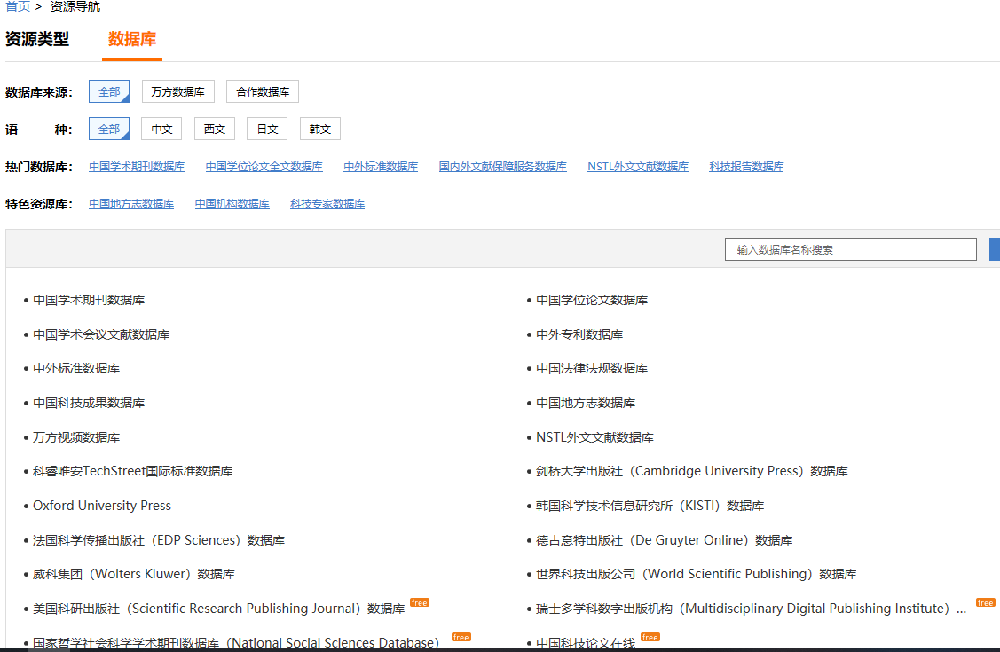 首页 > 资源导航
资源类型 数据库
数据库来源： 全部 万方数据库 合作数据库
语 种： 全部 中文 西文 日文 韩文
热门数据库： 中国学术期刊数据库 中国学位论文全文数据库 中外标准数据库 国内外文献保障服务数据库 NSTL外文文献数据库 科技报告数据库
特色资源库： 中国地方志数据库 中国机构数据库 科技专家数据库
输入数据库名称搜索
• 中国学术期刊数据库 • 中国学位论文数据库
• 中国学术会议文献数据库 • 中外专利数据库
• 中外标准数据库 • 中国法律法规数据库
• 中国科技成果数据库 • 中国地方志数据库
• 万方视频数据库 • NSTL外文文献数据库
• 科睿唯安TechStreet国际标准数据库 • 剑桥大学出版社（Cambridge University Press）数据库
• Oxford University Press • 韩国科学技术信息研究所（KISTI）数据库
• 法国科学传播出版社（EDP Sciences）数据库 • 德古意特出版社（De Gruyter Online）数据库
• 威科集团（Wolters Kluwer）数据库 • 世界科技出版公司（World Scientific Publishing）数据库
• 美国科研出版社（Scientific Research Publishing Journal）数据库 free • 瑞士多学科数字出版机构（Multidisciplinary Digital Publishing Institute）... free
• 国家哲学社会科学学术期刊数据库（National Social Sciences Database） free • 中国科技论文在线 free